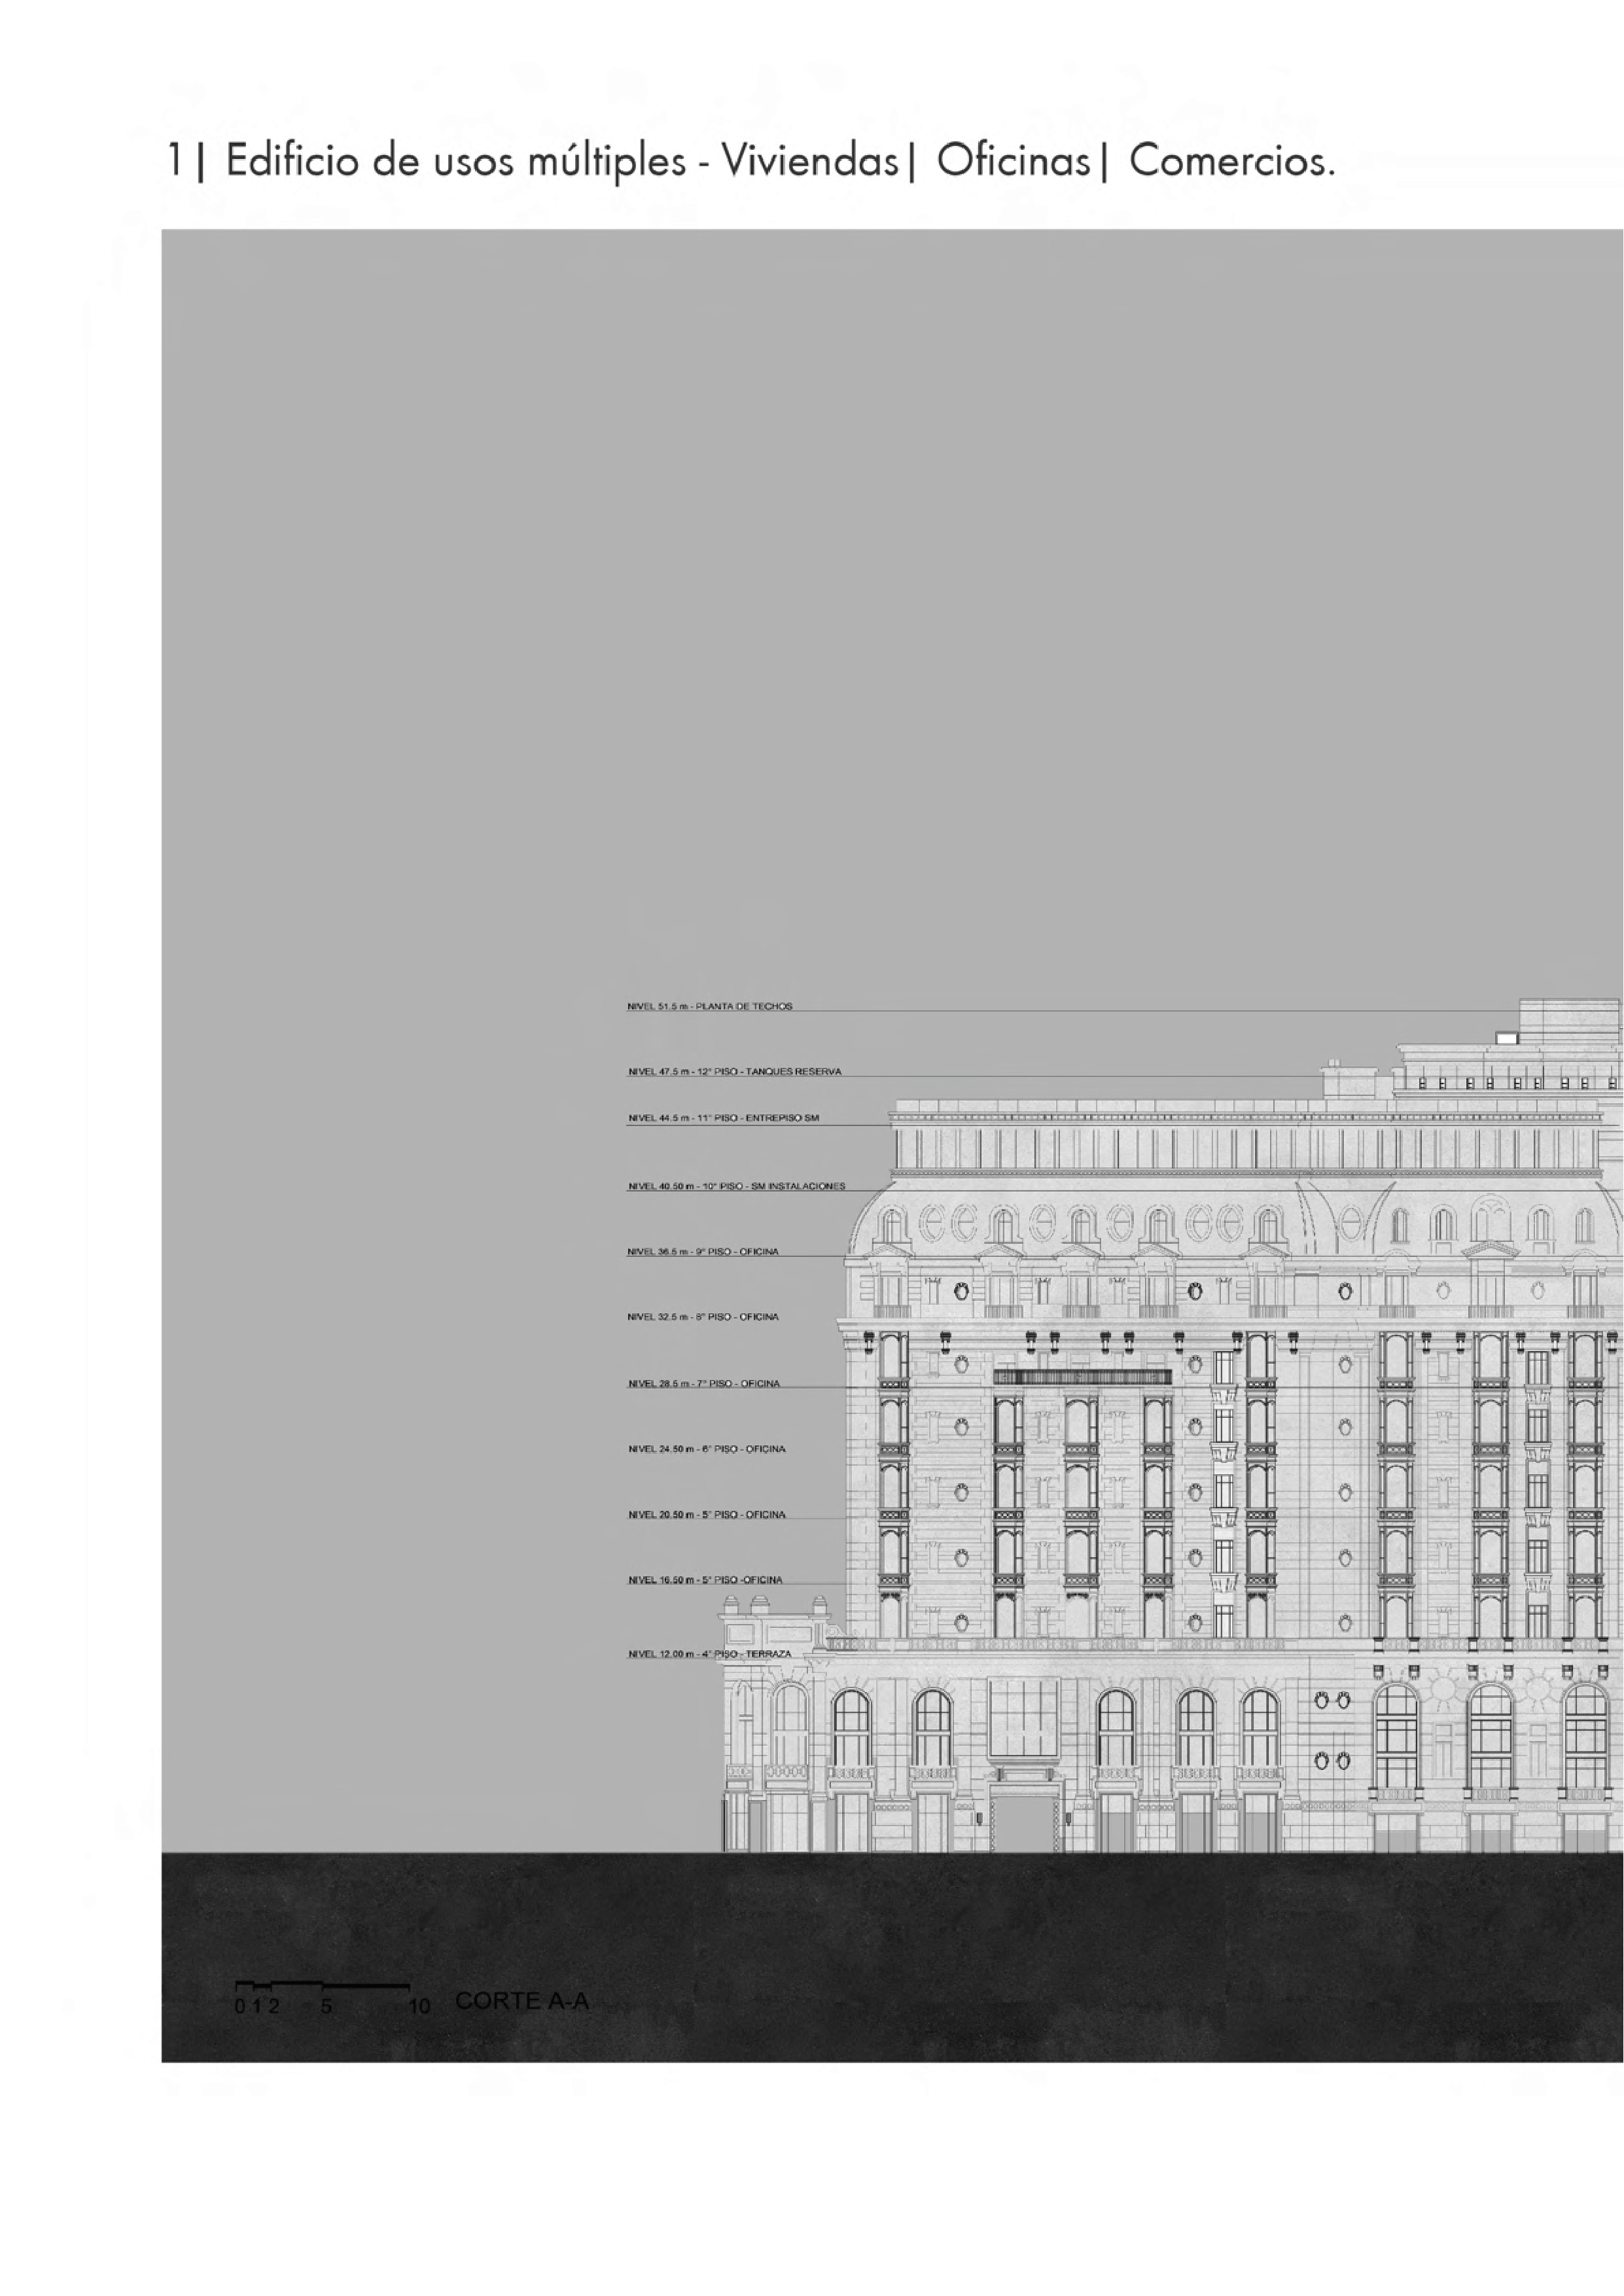 1| Edificio de usos múltiples - Viviendas| Oficinas| Comercios.
NIVEL 51.5 m - PLANTA DE TECHOS
NIVEL 47.5 m - 12° PISO - TANQUES RESERVA
NIVEL 44.5 m - 11° PISO - ENTREPISO SM
NIVEL 40.50 m - 10° PISO - SM INSTALACIONES
NIVEL 36.5 m - 9° PISO - OFICINA
NIVEL 32.5 m - 8° PISO - OFICINA
NIVEL 28.5 m - 7° PISO - OFICINA
NIVEL 24.50 m - 6° PISO - OFICINA
NIVEL 20.50 m - 5° PISO - OFICINA
NIVEL 16.50 m - 5° PISO -OFICINA
NIVEL 12.00 m - 4° PISO - TERRAZA
0 1 2 5 10 CORTE A-A